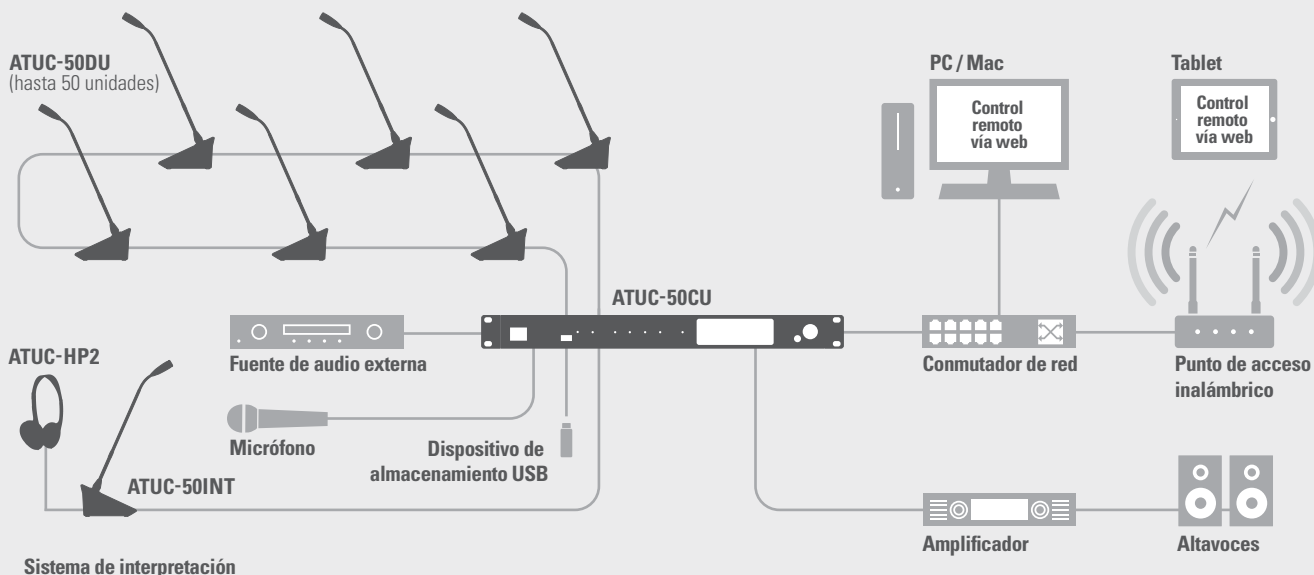 ATUC-50DU
(hasta 50 unidades)
PC / Mac
Control
remoto
vía web
Tablet
Control
remoto
vía web
ATUC-50CU
ATUC-HP2
Fuente de audio externa
Conmutador de red
Punto de acceso
inalámbrico
Micrófono
Dispositivo de
almacenamiento USB
ATUC-50INT
Amplificador
Altavoces
Sistema de interpretación